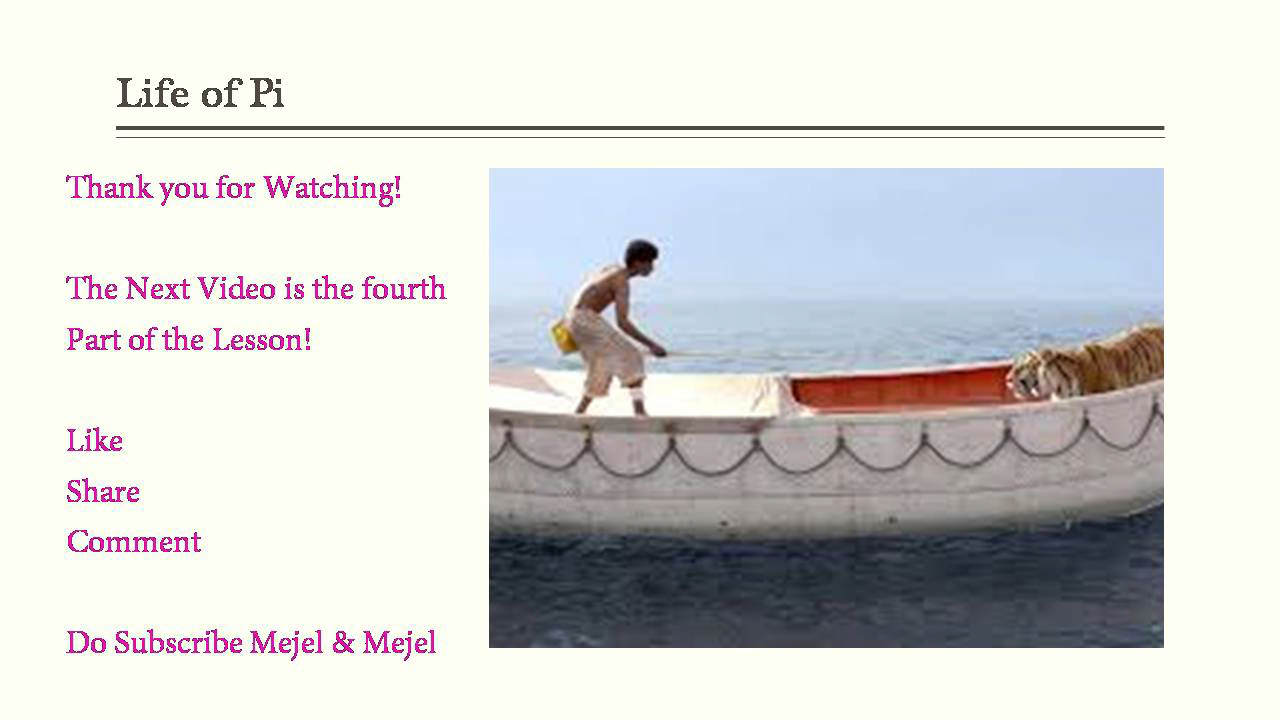 Life of Pi
Thank you for Watching!
The Next Video is the fourth
Part of the Lesson!
Like
Share
Comment
Do Subscribe Mejel & Mejel